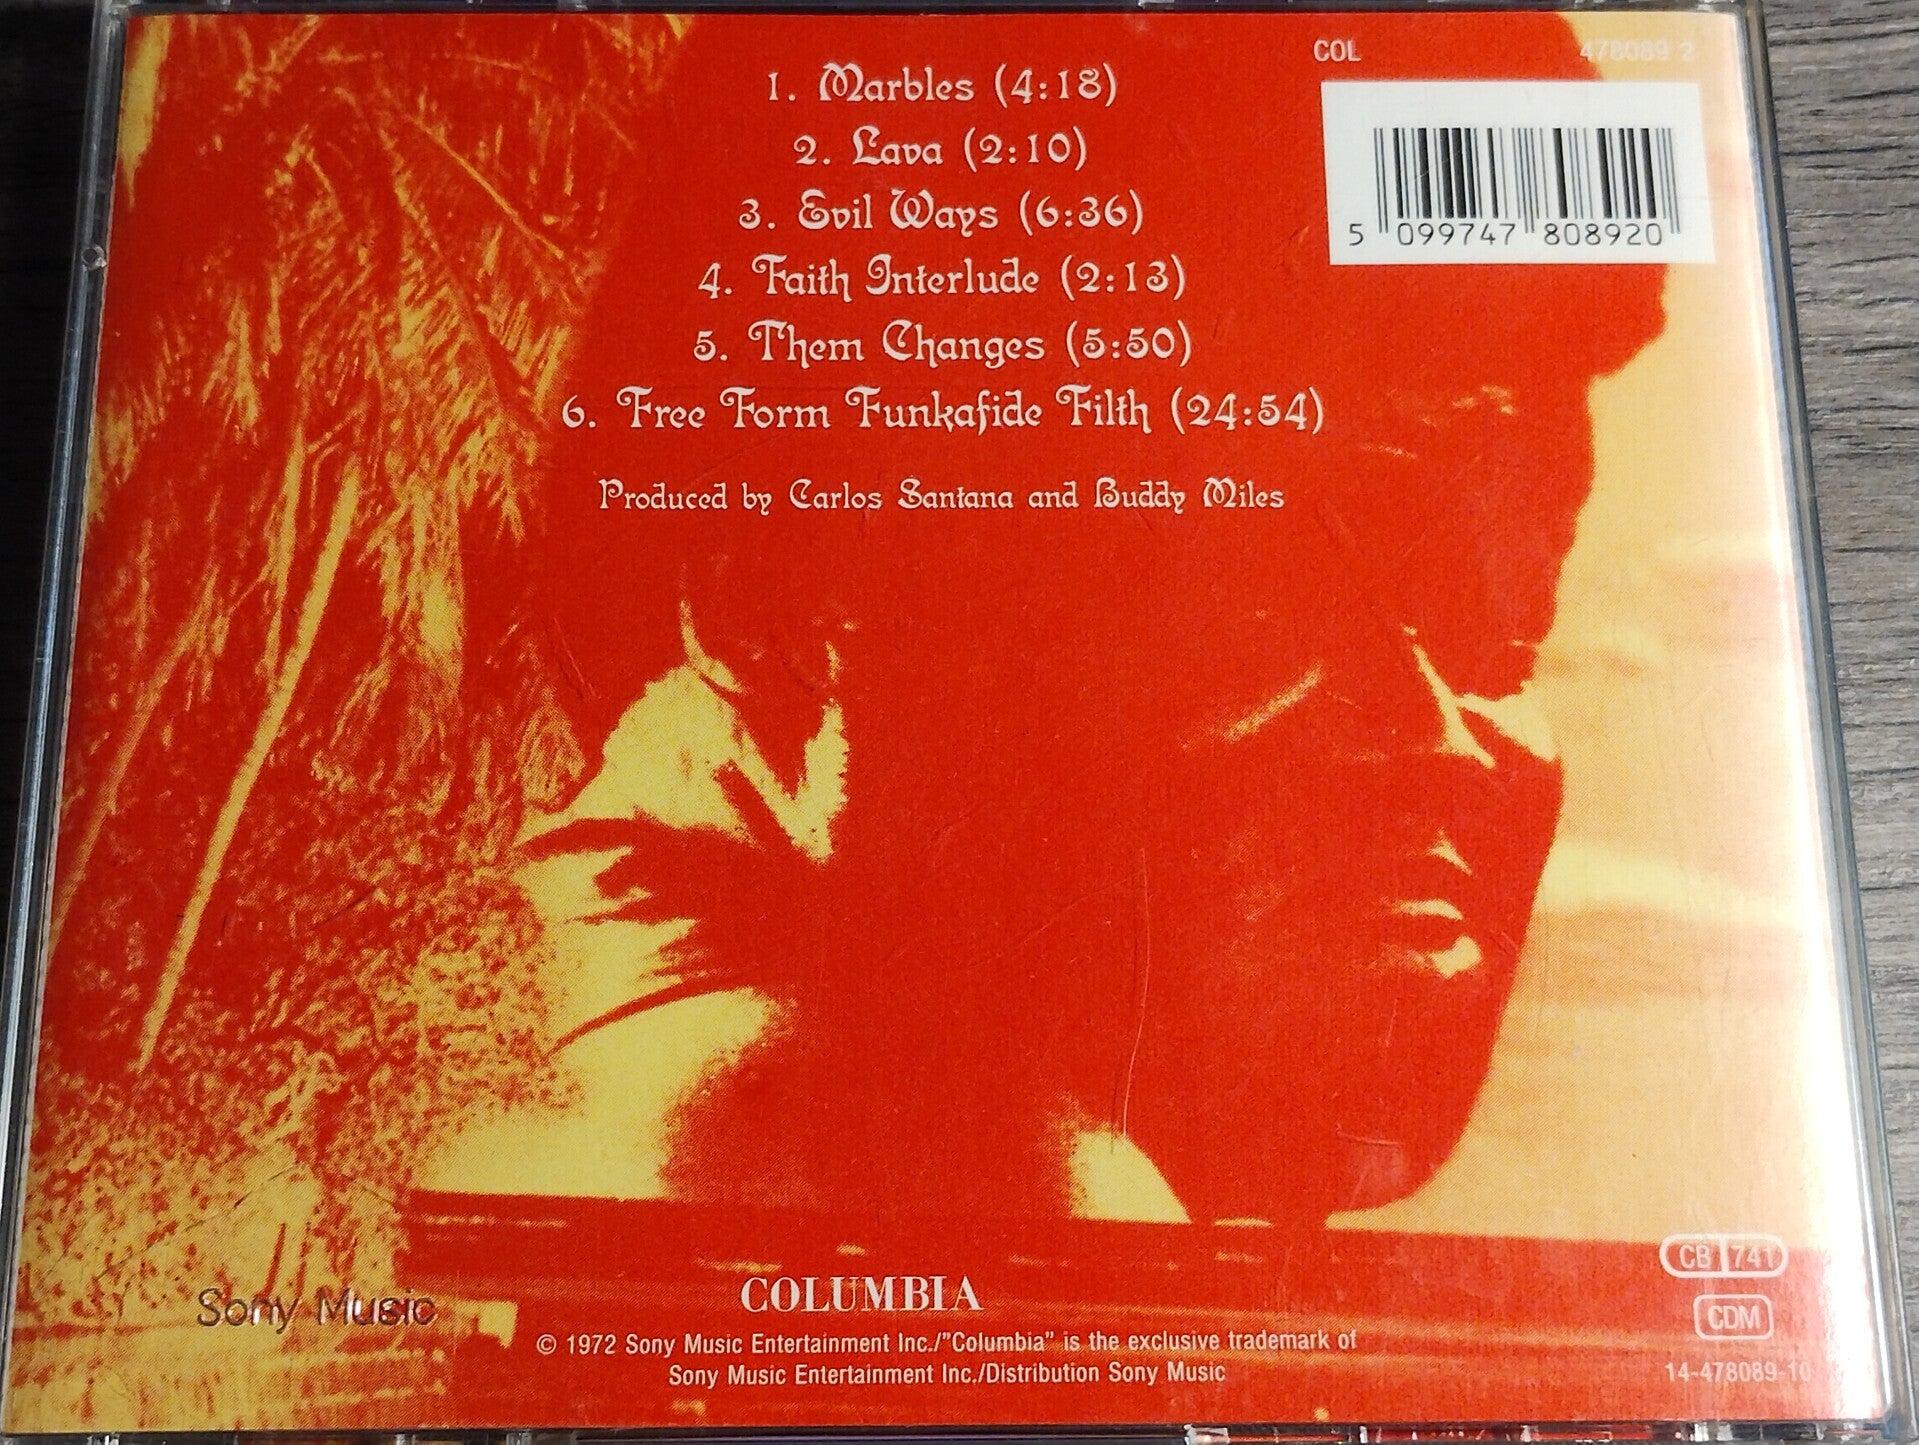 COL 478089 2
1. Marbles (4:18)
2. Lava (2:10)
3. Evil Ways (6:36)
4. Faith Interlude (2:13)
5. Them Changes (5:50)
6. Free Form Funkafide Filth (24:54)
Produced by Carlos Santana and Buddy Miles
5 099747 808920
CB 741
CDM
14-478089-10
Sony Music
COLUMBIA
© 1972 Sony Music Entertainment Inc./"Columbia" is the exclusive trademark of
Sony Music Entertainment Inc./Distribution Sony Music